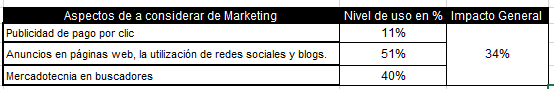 Aspectos de a considerar de Marketing Nivel de uso en % Impacto General
Publicidad de pago por clic 11%
Anuncios en páginas web, la utilización de redes sociales y blogs. 51% 34%
Mercadotecnia en buscadores 40%